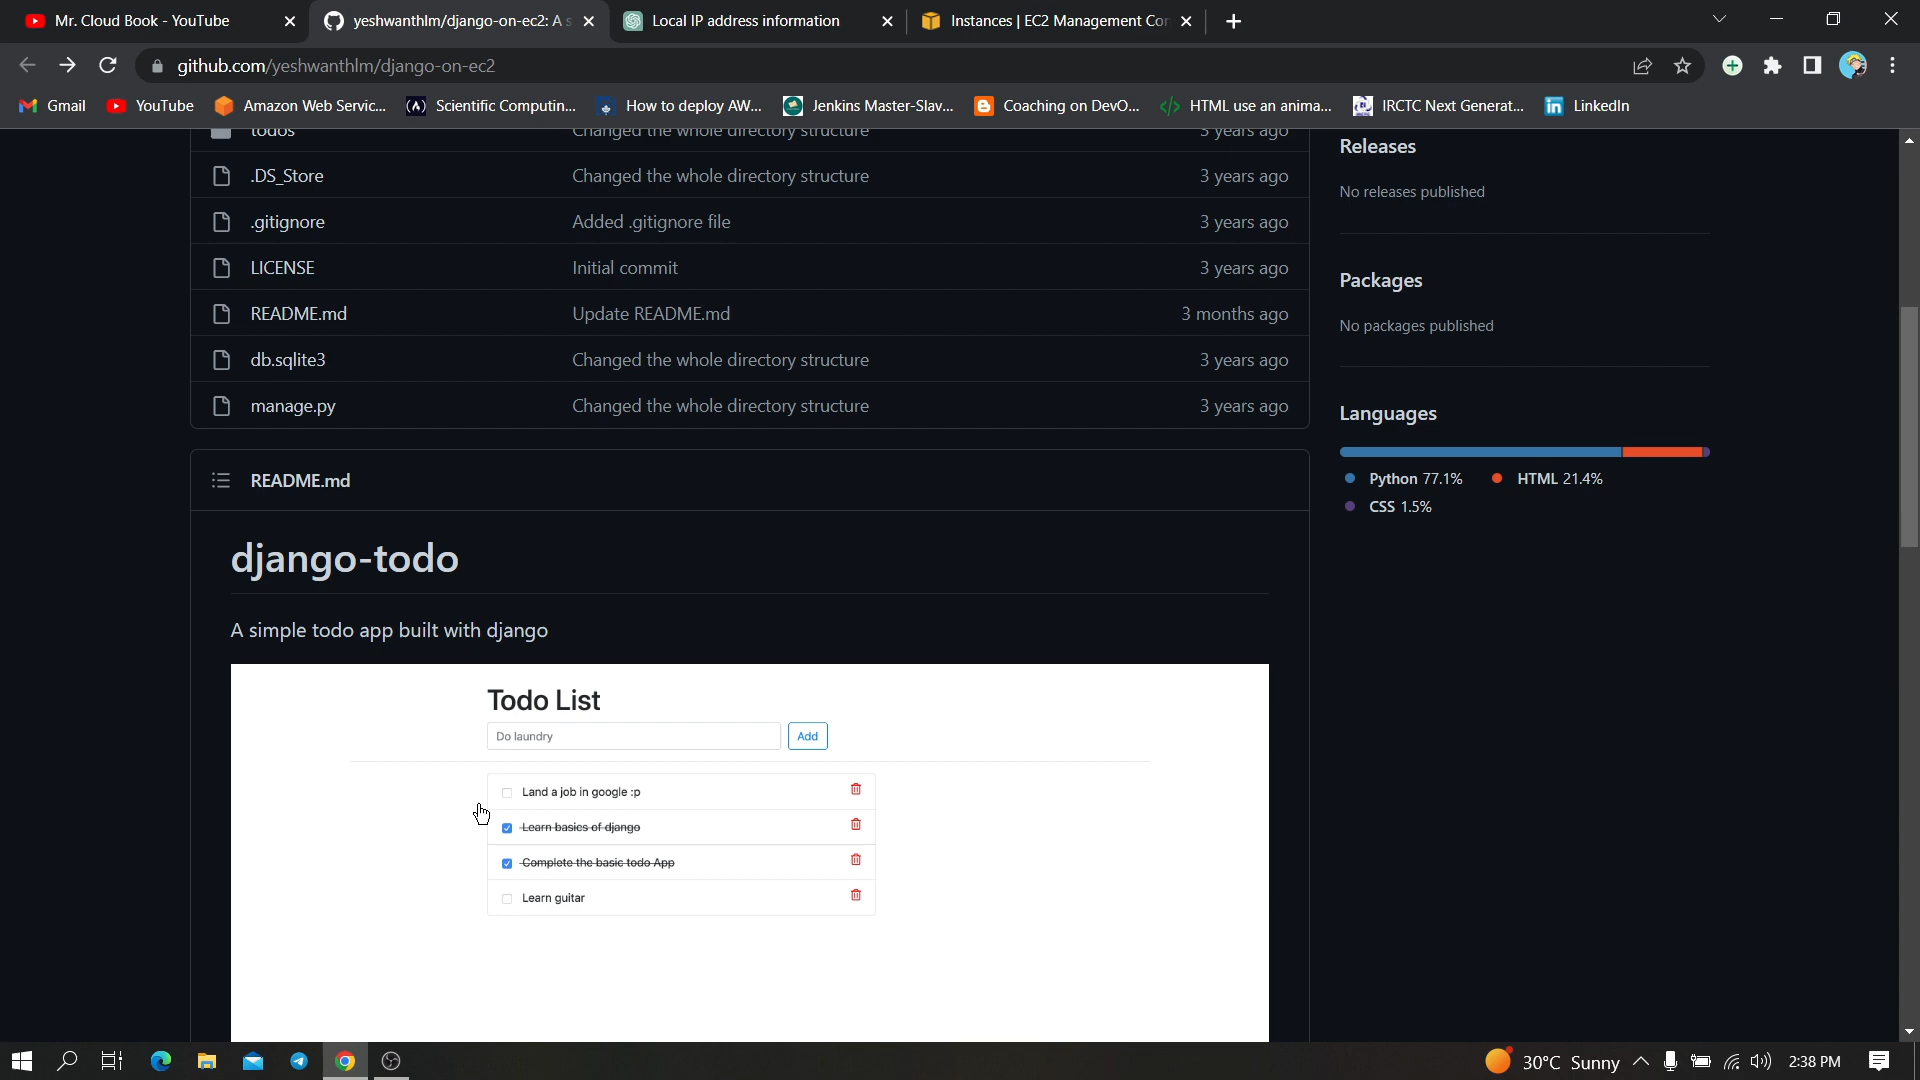 Mr. Cloud Book - YouTube
yeshwanthlm/django-on-ec2: A s
Local IP address information
Instances | EC2 Management Con
github.com/yeshwanthlm/django-on-ec2
Gmail
YouTube
Amazon Web Servic...
Scientific Computin...
How to deploy AW...
Jenkins Master-Slav...
Coaching on DevO...
HTML use an anima...
IRCTC Next Generat...
LinkedIn
todos Changed the whole directory structure 3 years ago
.DS_Store Changed the whole directory structure 3 years ago
.gitignore Added .gitignore file 3 years ago
LICENSE Initial commit 3 years ago
README.md Update README.md 3 months ago
db.sqlite3 Changed the whole directory structure 3 years ago
manage.py Changed the whole directory structure 3 years ago
Releases
No releases published
Packages
No packages published
Languages
Python 77.1% HTML 21.4%
CSS 1.5%
README.md
django-todo
A simple todo app built with django
Todo List
Do laundry Add
Land a job in google :p
Learn basics of django
Complete the basic todo App
Learn guitar
30°C Sunny 2:38 PM